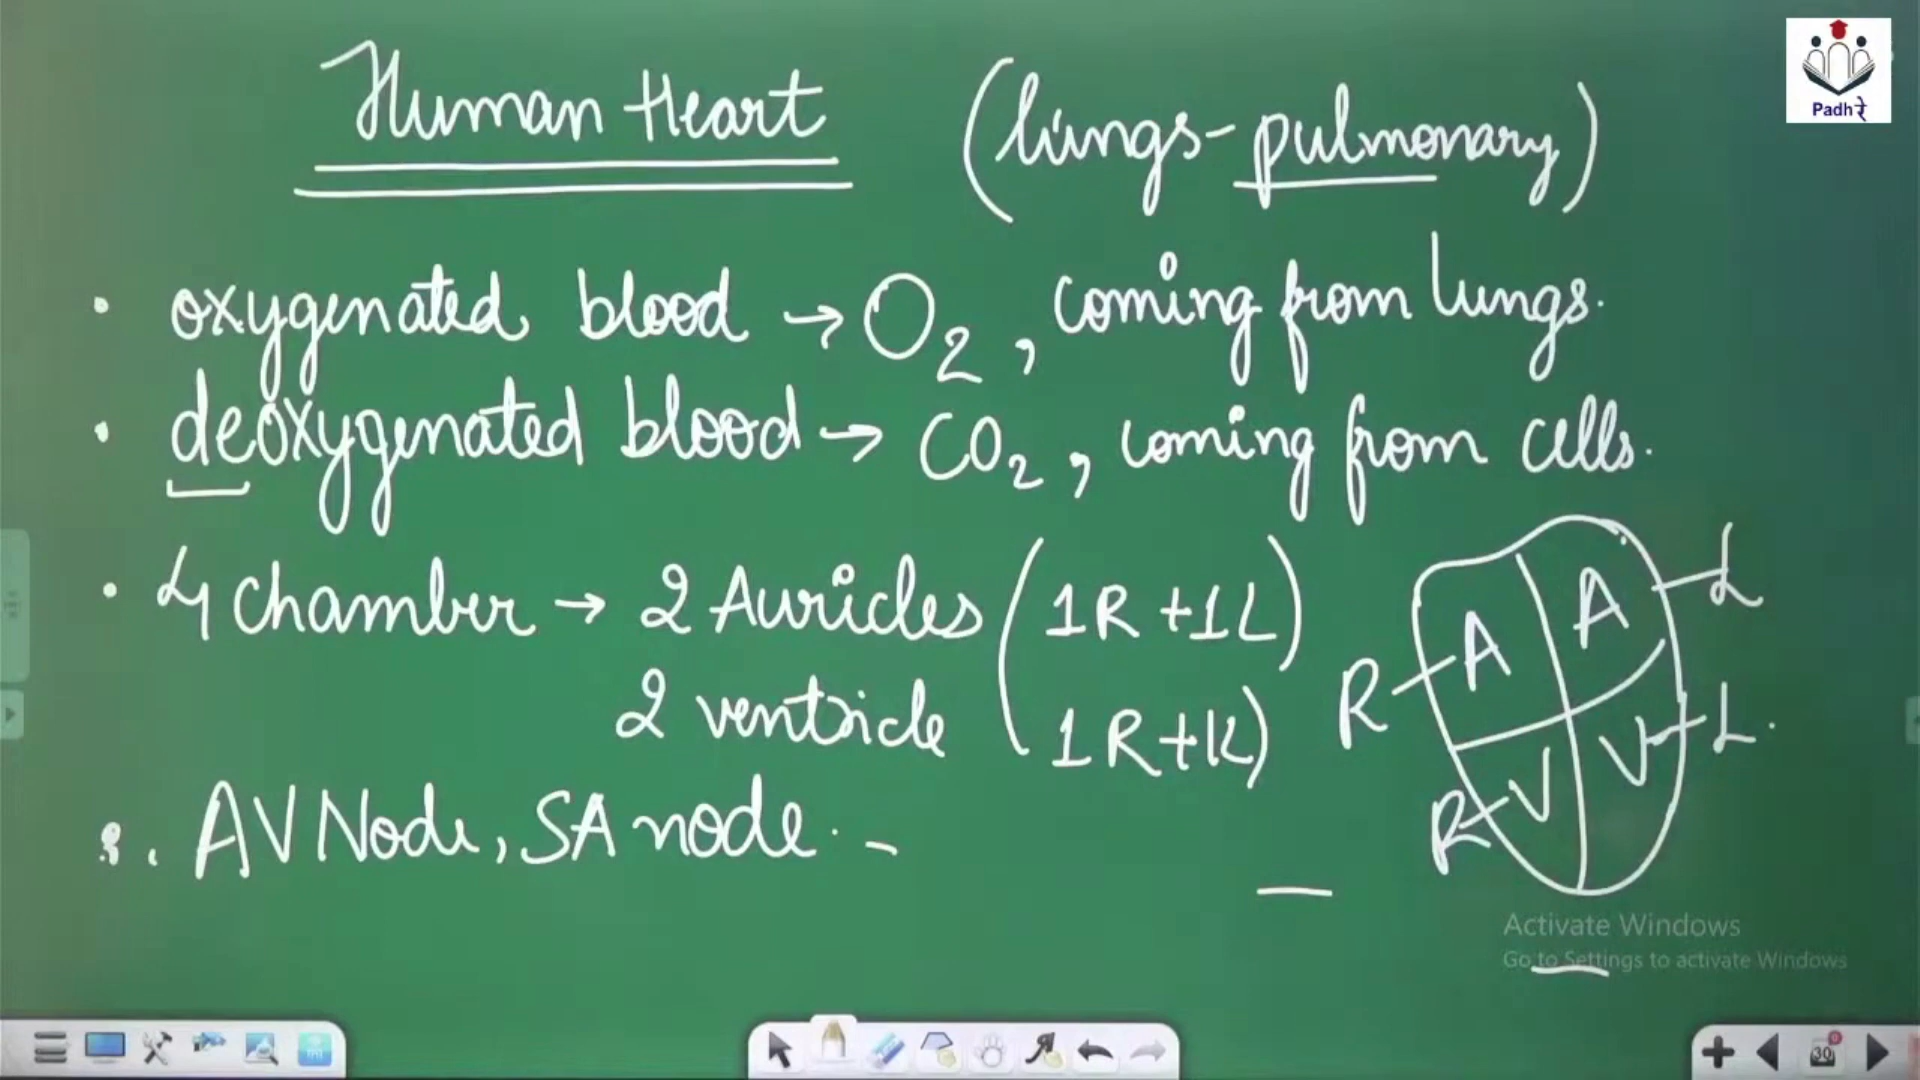 Human Heart (lungs-pulmonary)
Padhरे
• oxygenated blood → O2, coming from lungs.
• deoxygenated blood → CO2, coming from cells.
• 4 chamber → 2 Auricles (1R+1L)
2 ventricle (1R+1L)
AV Node, SA node.
A A L
R
V V L.
R
Activate Windows
Go to Settings to activate Windows
30